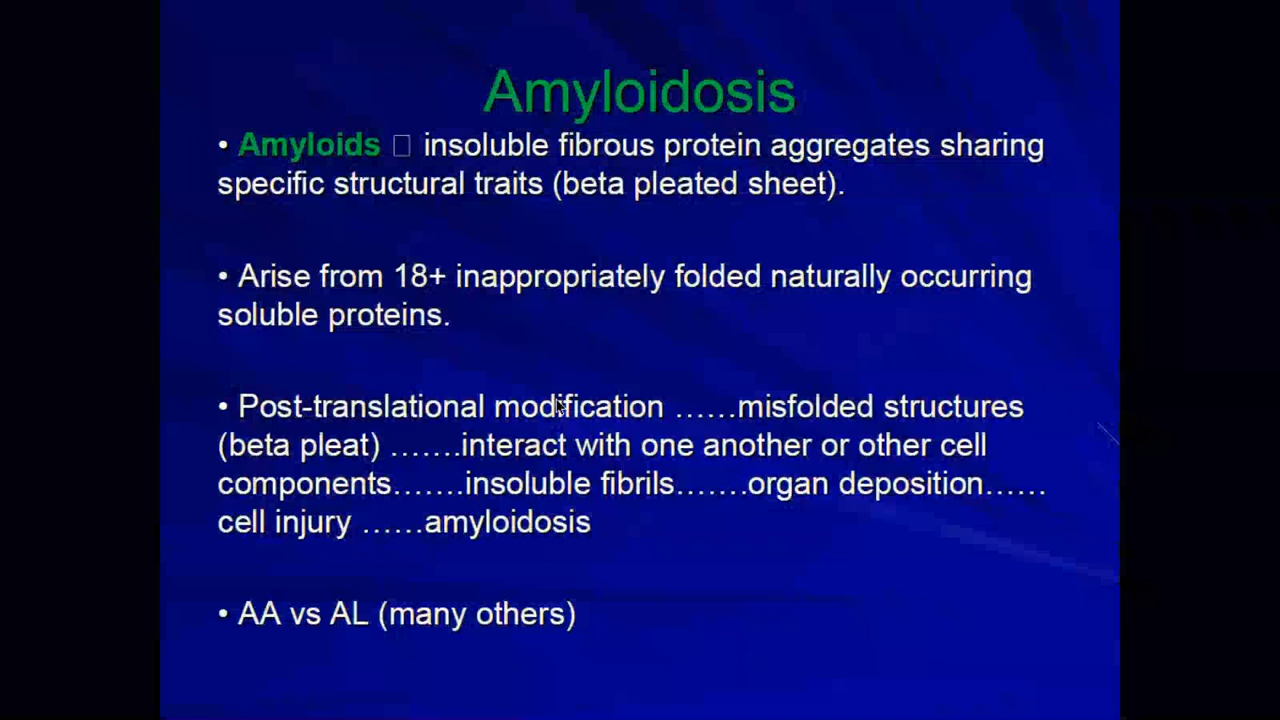 Amyloidosis
• Amyloids □ insoluble fibrous protein aggregates sharing
specific structural traits (beta pleated sheet).
• Arise from 18+ inappropriately folded naturally occurring
soluble proteins.
• Post-translational modification ……misfolded structures
(beta pleat) …….interact with one another or other cell
components…….insoluble fibrils…….organ deposition……
cell injury ……amyloidosis
• AA vs AL (many others)